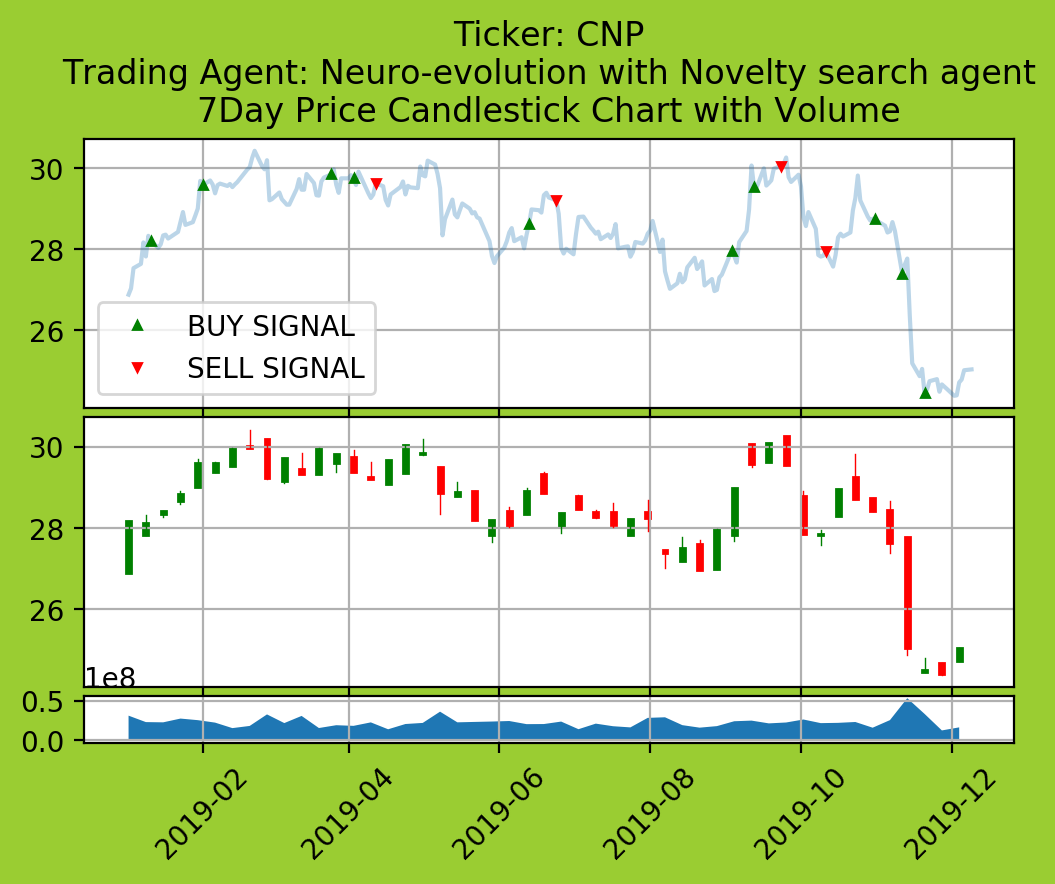 Ticker: CNP
Trading Agent: Neuro-evolution with Novelty search agent
7Day Price Candlestick Chart with Volume
30
28
26
BUY SIGNAL
SELL SIGNAL
30
28
26
1e8
0.5
0.0
2019-02
2019-04
2019-06
2019-08
2019-10
2019-12